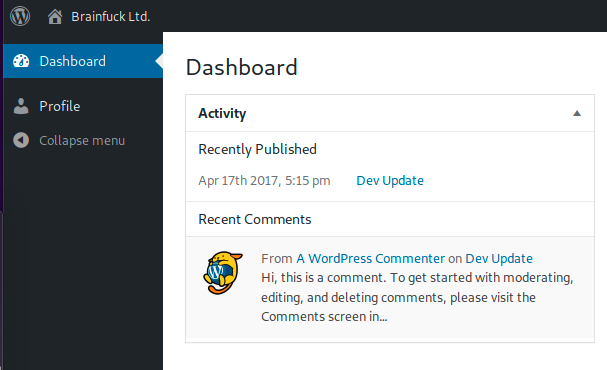 Brainfuck Ltd.
Dashboard
Profile
Collapse menu
Dashboard
Activity
Recently Published
Apr 17th 2017, 5:15 pm Dev Update
Recent Comments
From A WordPress Commenter on Dev Update
Hi, this is a comment. To get started with moderating,
editing, and deleting comments, please visit the
Comments screen in…